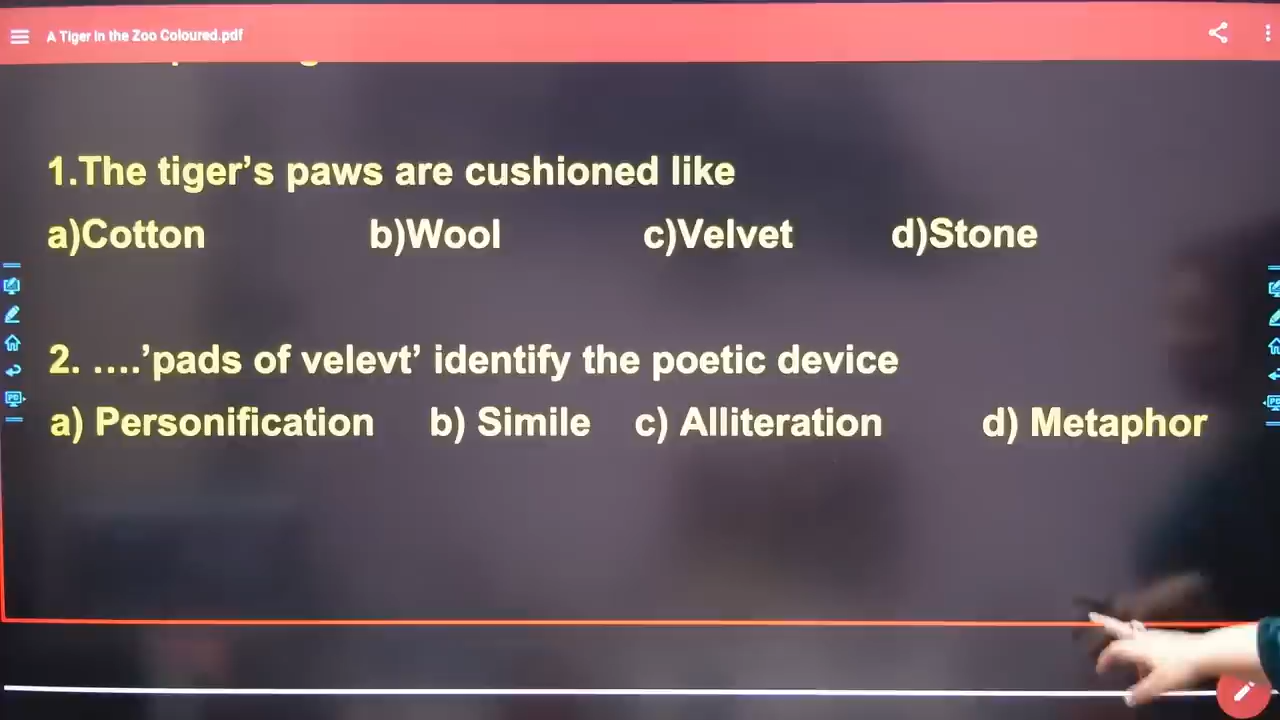 A Tiger in the Zoo Coloured.pdf
1.The tiger’s paws are cushioned like
a)Cotton b)Wool c)Velvet d)Stone
2. ….’pads of velevt’ identify the poetic device
a) Personification b) Simile c) Alliteration d) Metaphor